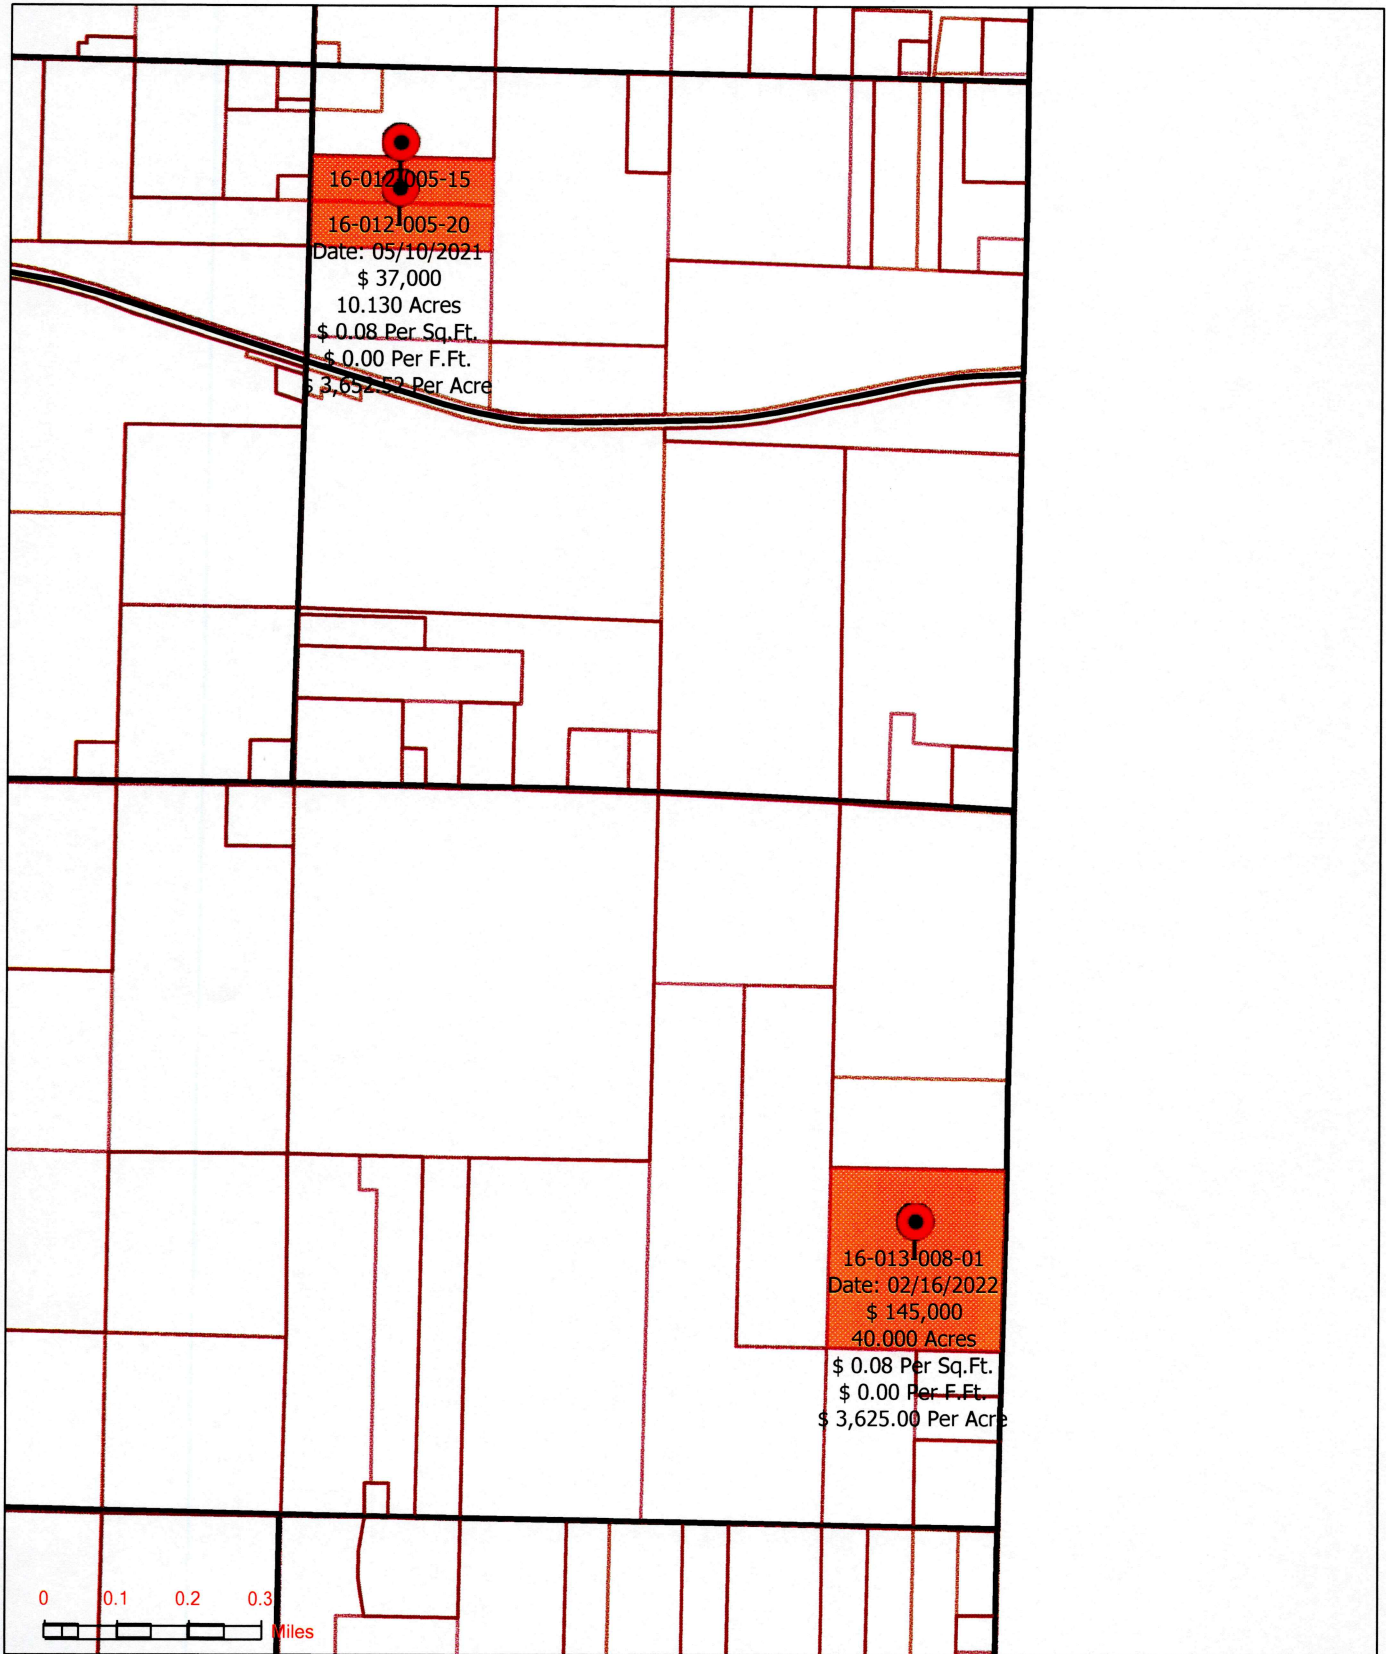 16-012-005-15
16-012-005-20
Date: 05/10/2021
$ 37,000
10.130 Acres
$ 0.08 Per Sq.Ft.
$ 0.00 Per F.Ft.
$ 3,652.52 Per Acre
16-013-008-01
Date: 02/16/2022
$ 145,000
40.000 Acres
$ 0.08 Per Sq.Ft.
$ 0.00 Per F.Ft.
$ 3,625.00 Per Acre
0 0.1 0.2 0.3
Miles